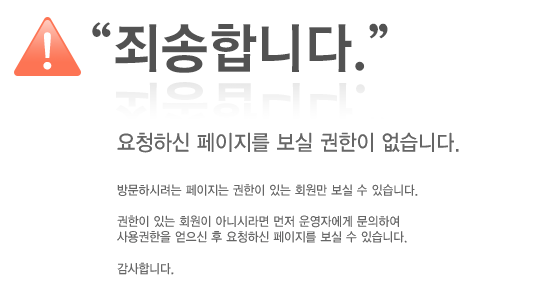 “죄송합니다.”
요청하신 페이지를 보실 권한이 없습니다.
방문하시려는 페이지는 권한이 있는 회원만 보실 수 있습니다.
권한이 있는 회원이 아니시라면 먼저 운영자에게 문의하여
사용권한을 얻으신 후 요청하신 페이지를 보실 수 있습니다.
감사합니다.